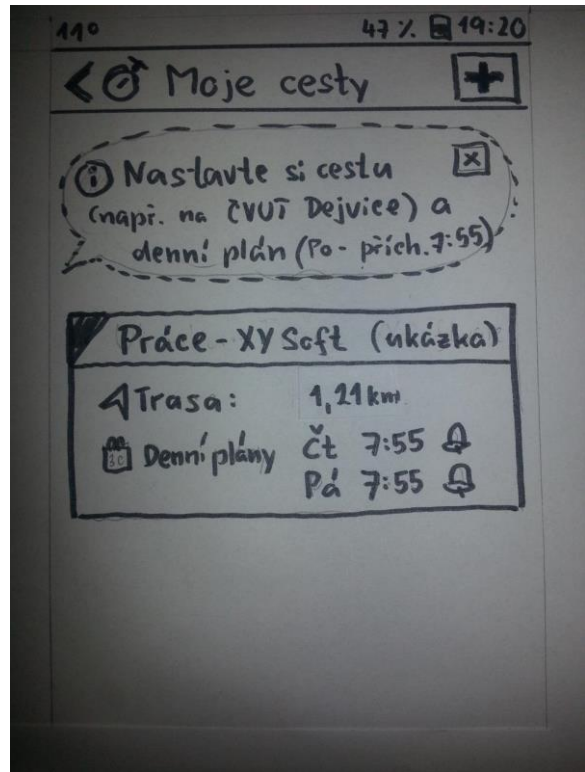 11° 47 % 19:20
Moje cesty
Nastavte si cestu
(např. na ČVUT Dejvice) a
denní plán (Po - přích. 7:55)
Práce - XY Soft (ukázka)
Trasa: 1,21 km
Denní plány Čt 7:55
Pá 7:55